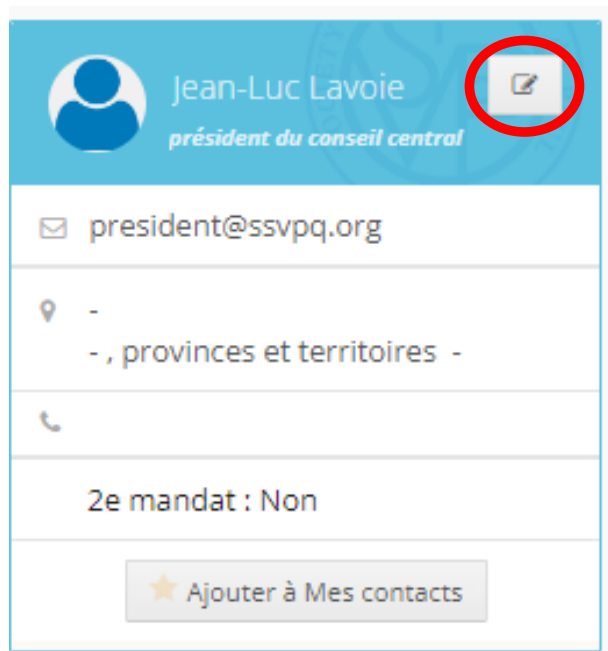 Jean-Luc Lavoie
président du conseil central
president@ssvpq.org
-
- , provinces et territoires -
2e mandat : Non
Ajouter à Mes contacts